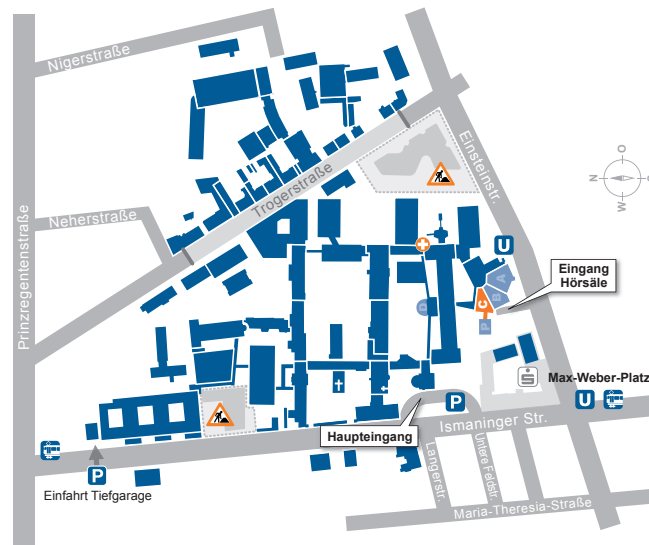 Nigerstraße
Einsteinstr.
O
N
S
W
Trogerstraße
Neherstraße
Prinzregentenstraße
U
Eingang
Hörsäle
A
B
C
D
P
S
Max-Weber-Platz
U
P
Ismaninger Str.
Haupteingang
Langerstr.
Untere Feldstr.
Maria-Theresia-Straße
P
Einfahrt Tiefgarage